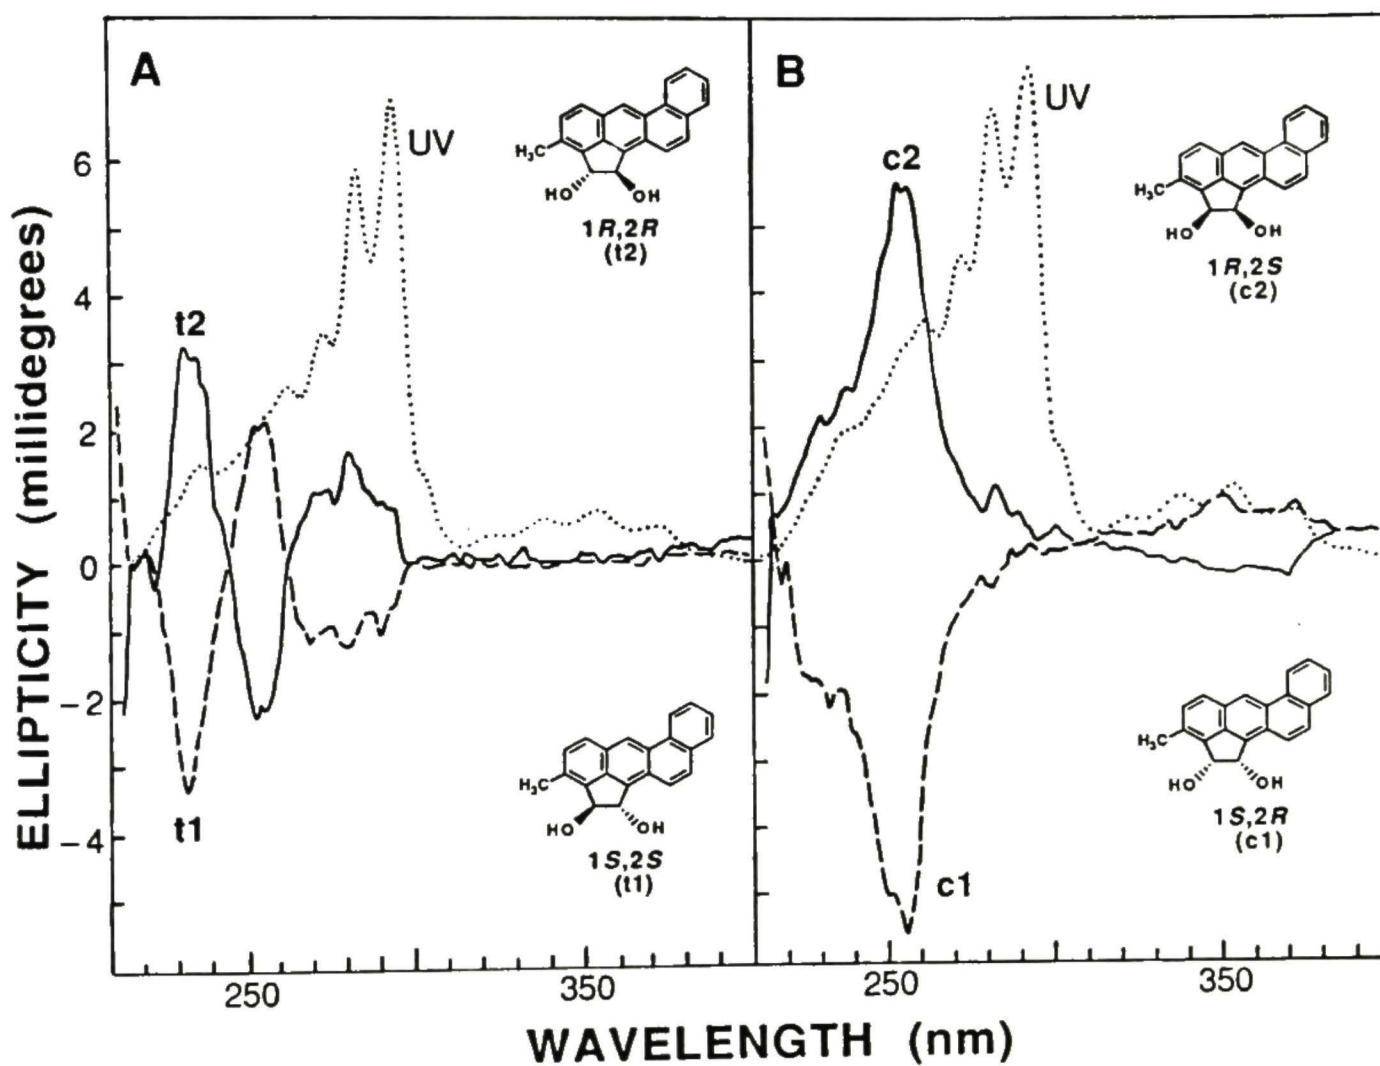 A
UV
H₃C
HO
OH
1R,2R
(t2)
t2
t1
H₃C
HO
OH
1S,2S
(t1)
B
UV
c2
H₃C
HO
OH
1R,2S
(c2)
H₃C
HO
OH
1S,2R
(c1)
c1
ELLIPTICITY (millidegrees)
6
4
2
0
−2
−4
250
350
250
350
WAVELENGTH (nm)